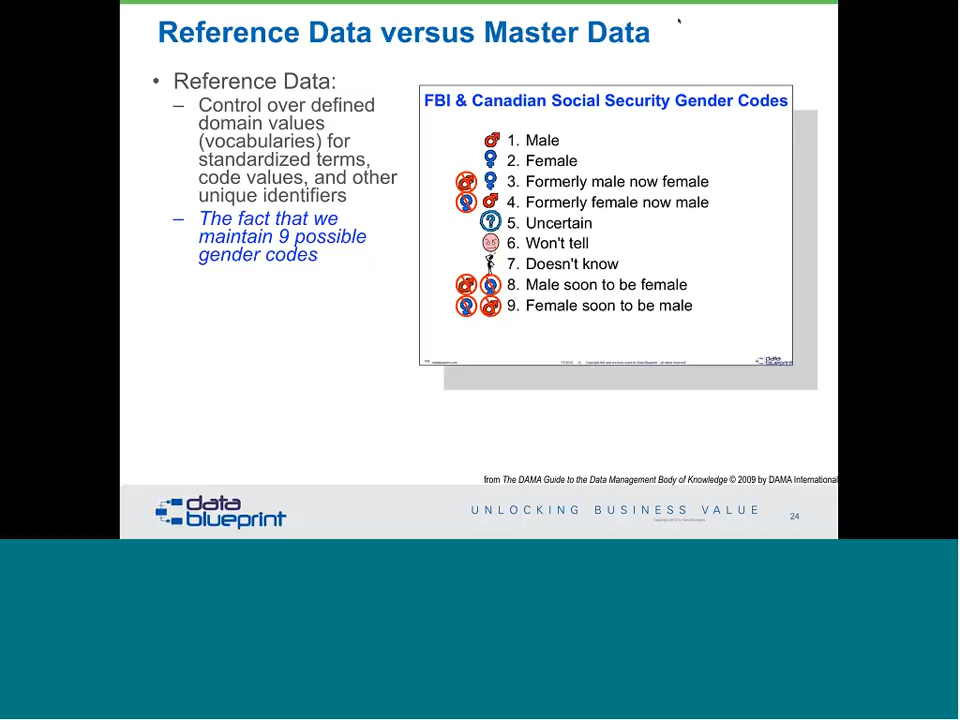 Reference Data versus Master Data
• Reference Data:
– Control over defined
domain values
(vocabularies) for
standardized terms,
code values, and other
unique identifiers
– The fact that we
maintain 9 possible
gender codes
FBI & Canadian Social Security Gender Codes
1. Male
2. Female
3. Formerly male now female
4. Formerly female now male
5. Uncertain
6. Won't tell
7. Doesn't know
8. Male soon to be female
9. Female soon to be male
data
blueprint
from The DAMA Guide to the Data Management Body of Knowledge © 2009 by DAMA International
data
blueprint
UNLOCKING BUSINESS VALUE
24